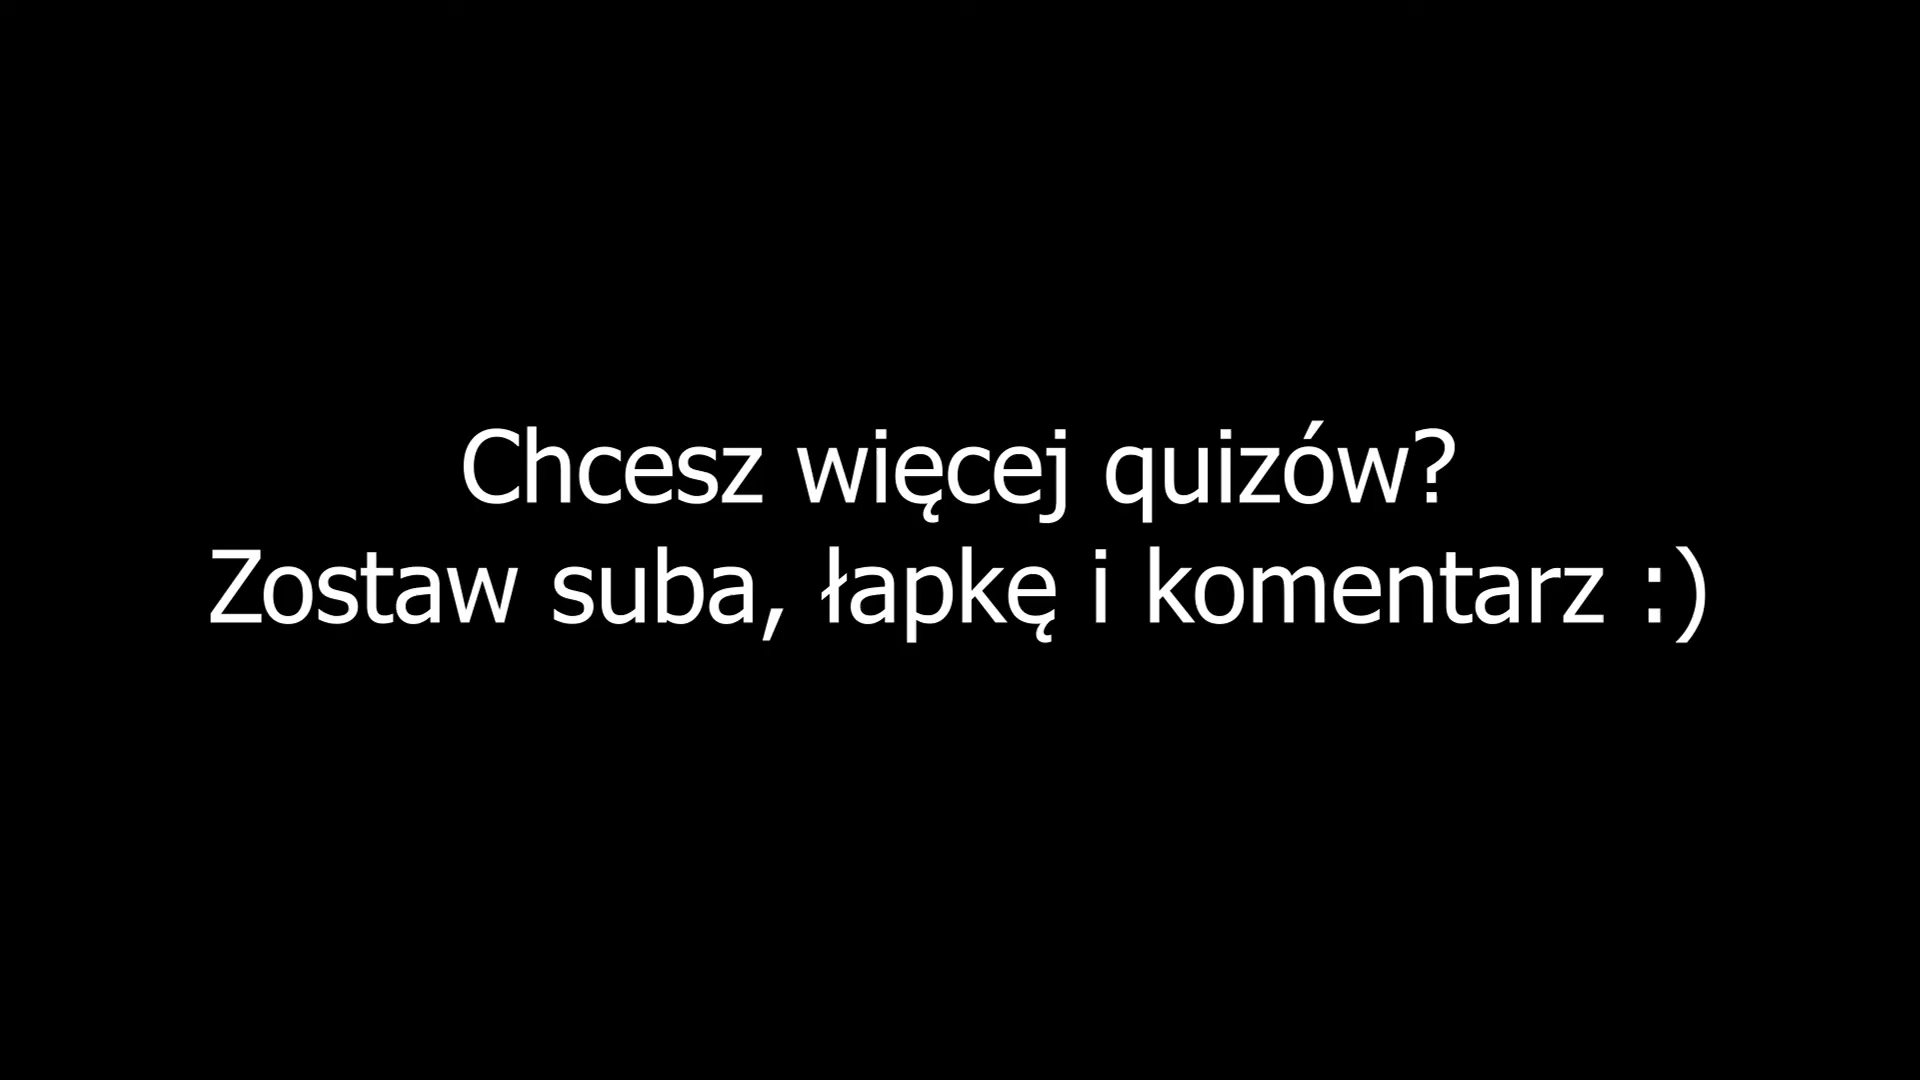 Chcesz więcej quizów?
Zostaw suba, łapkę i komentarz :)